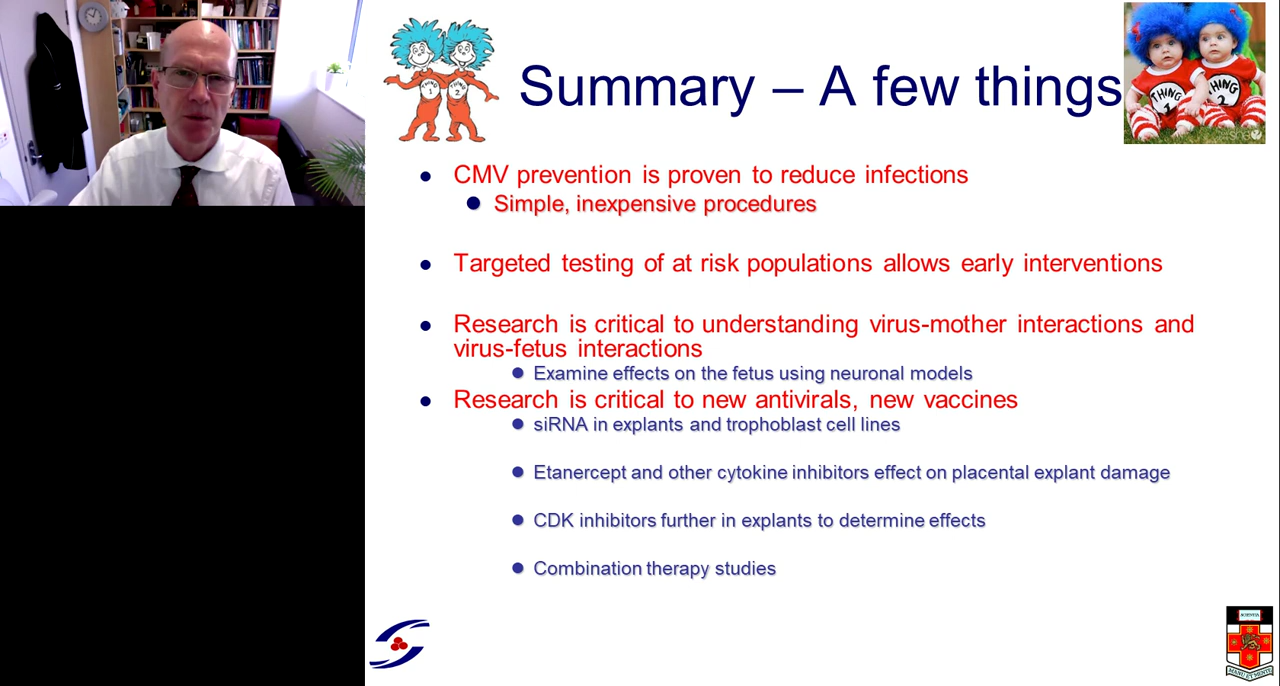 Summary – A few things
THING
1
THING
2
CMV prevention is proven to reduce infections
Simple, inexpensive procedures
Targeted testing of at risk populations allows early interventions
Research is critical to understanding virus-mother interactions and
virus-fetus interactions
Examine effects on the fetus using neuronal models
Research is critical to new antivirals, new vaccines
siRNA in explants and trophoblast cell lines
Etanercept and other cytokine inhibitors effect on placental explant damage
CDK inhibitors further in explants to determine effects
Combination therapy studies
SCIENTIA
MANU ET MENTE